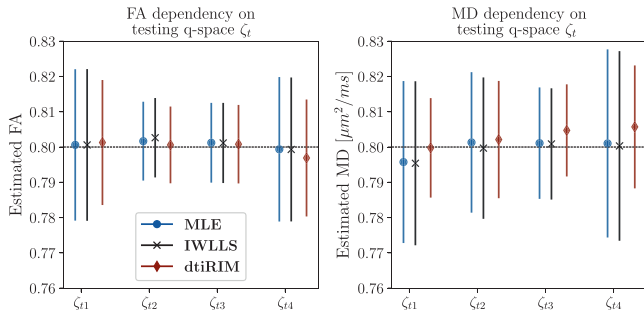 FA dependency on
testing q-space ζt
Estimated FA
0.83
0.82
0.81
0.80
0.79
0.78
0.77
0.76
MLE
IWLLS
dtiRIM
ζt1 ζt2 ζt3 ζt4
MD dependency on
testing q-space ζt
Estimated MD [μm²/ms]
0.83
0.82
0.81
0.80
0.79
0.78
0.77
0.76
ζt1 ζt2 ζt3 ζt4